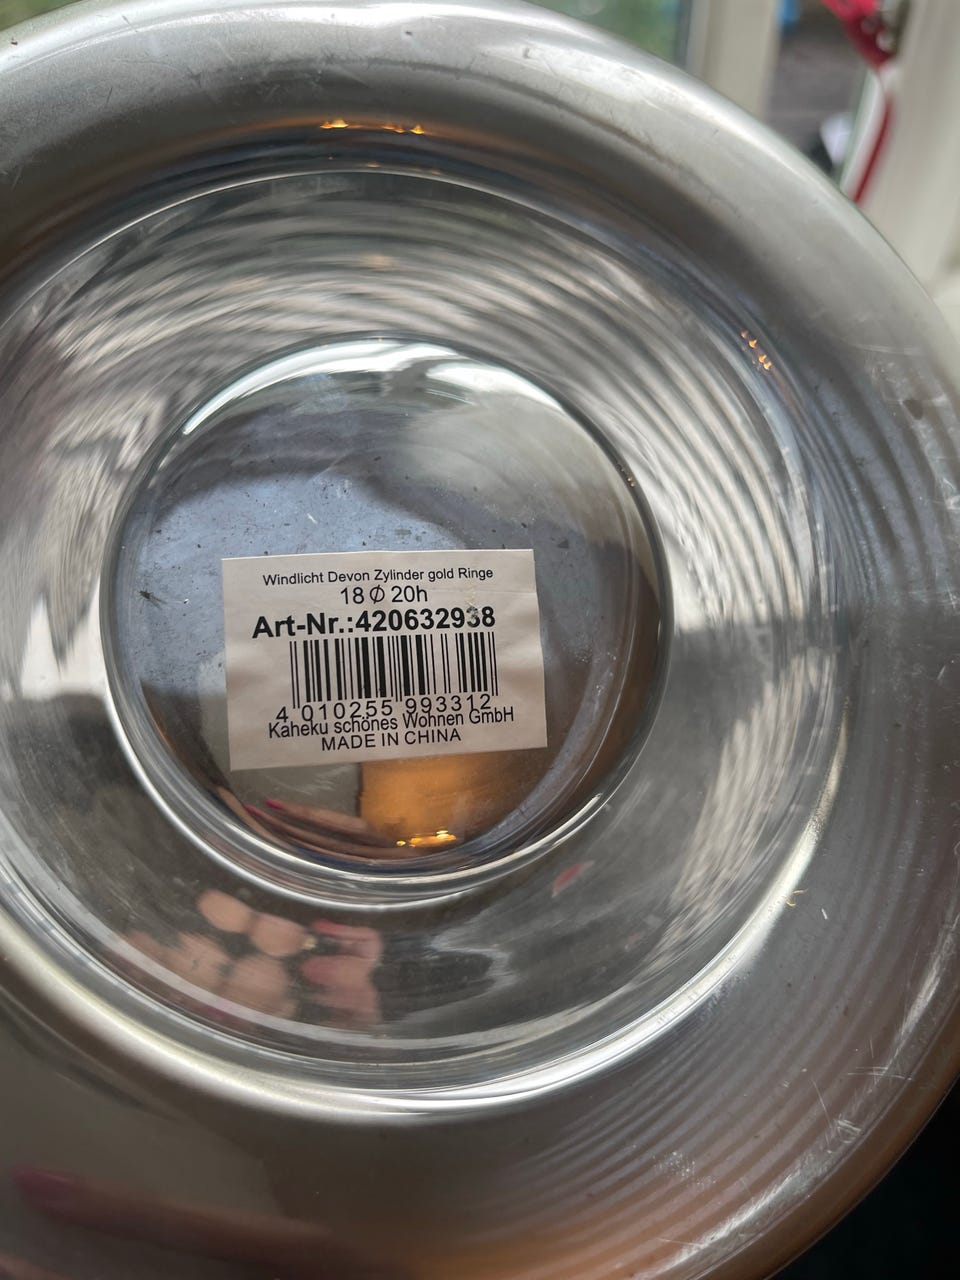 Windlicht Devon Zylinder gold Ringe
18 Ø 20h
Art-Nr.:420632938
4 010255 993312
Kaheku schönes Wohnen GmbH
MADE IN CHINA